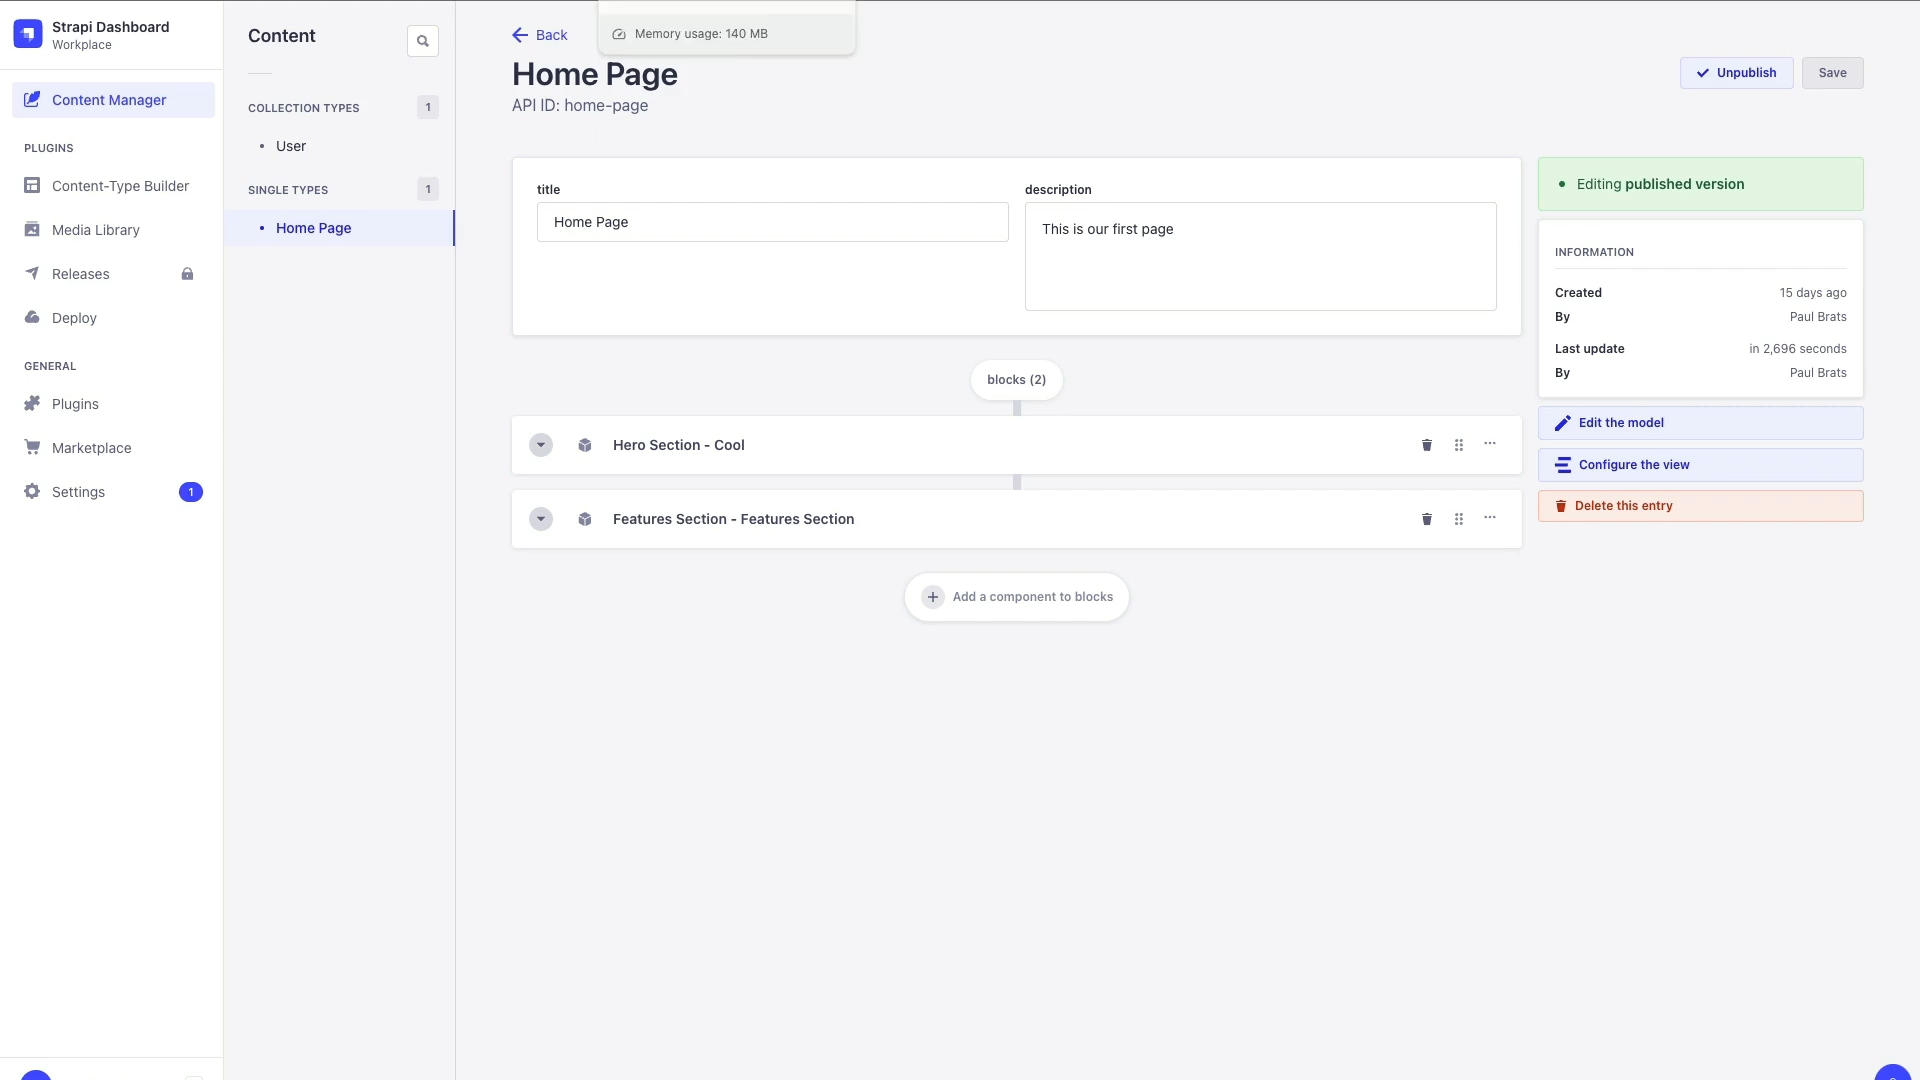 Strapi Dashboard
Workplace
Content Manager
PLUGINS
Content-Type Builder
Media Library
Releases
Deploy
GENERAL
Plugins
Marketplace
Settings
1
Content
COLLECTION TYPES
1
User
SINGLE TYPES
1
Home Page
Back
Memory usage: 140 MB
Home Page
API ID: home-page
Unpublish
Save
title
Home Page
description
This is our first page
blocks (2)
Hero Section - Cool
Features Section - Features Section
Add a component to blocks
Editing published version
INFORMATION
Created
15 days ago
By
Paul Brats
Last update
in 2,696 seconds
By
Paul Brats
Edit the model
Configure the view
Delete this entry